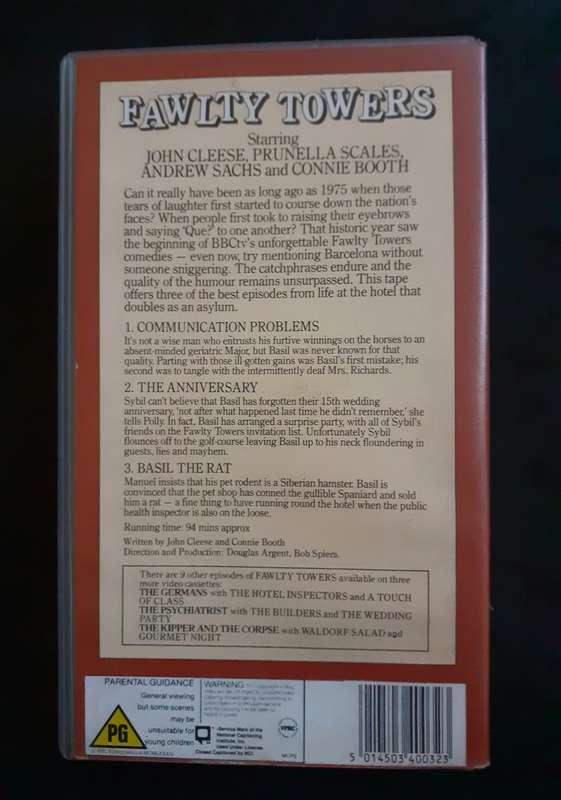 FAWLTY TOWERS
Starring
JOHN CLEESE, PRUNELLA SCALES,
ANDREW SACHS and CONNIE BOOTH
Can it really have been as long ago as 1975 when those
tears of laughter first started to course down the nation's
faces? When people first took to raising their eyebrows
and saying 'Que?' to one another? That historic year saw
the beginning of BBCtv's unforgettable Fawlty Towers
comedies — even now, try mentioning Barcelona without
someone sniggering. The catchphrases endure and the
quality of the humour remains unsurpassed. This tape
offers three of the best episodes from life at the hotel that
doubles as an asylum.
1. COMMUNICATION PROBLEMS
It's not a wise man who entrusts his furtive winnings on the horses to an
absent-minded geriatric Major, but Basil was never known for that
quality. Parting with those ill-gotten gains was Basil's first mistake; his
second was to tangle with the intermittently deaf Mrs. Richards.
2. THE ANNIVERSARY
Sybil can't believe that Basil has forgotten their 15th wedding
anniversary, 'not after what happened last time he didn't remember,' she
tells Polly. In fact, Basil has arranged a surprise party, with all of Sybil's
friends on the Fawlty Towers invitation list. Unfortunately Sybil
flounces off to the golf-course leaving Basil up to his neck floundering in
guests, lies and mayhem.
3. BASIL THE RAT
Manuel insists that his pet rodent is a Siberian hamster. Basil is
convinced that the pet shop has conned the gullible Spaniard and sold
him a rat — a fine thing to have running round the hotel when the public
health inspector is also on the loose.
Running time: 94 mins approx
Written by John Cleese and Connie Booth
Direction and Production: Douglas Argent, Bob Spiers.
There are 9 other episodes of FAWLTY TOWERS available on three
more video-cassettes:
THE GERMANS with THE HOTEL INSPECTORS and A TOUCH
OF CLASS
THE PSYCHIATRIST with THE BUILDERS and THE WEDDING
PARTY
THE KIPPER AND THE CORPSE with WALDORF SALAD and
GOURMET NIGHT
PARENTAL GUIDANCE
General viewing
but some scenes
may be
unsuitable for
young children
PG
WARNING
Service Mark of the
National Captioning
Institute, Inc.
Used Under License
Closed Captioned by NCI.
MCPS
5 014503 400323